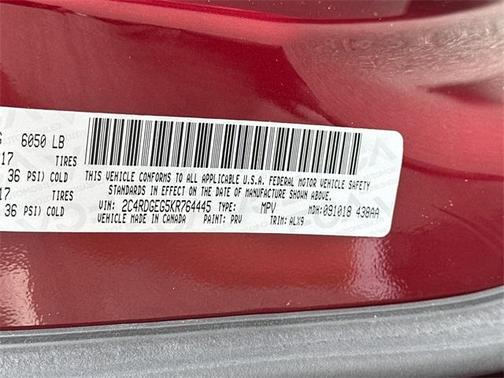 G 6050 LB
17 TIRES
36 PSI) COLD
17 TIRES
36 PSI) COLD
THIS VEHICLE CONFORMS TO ALL APPLICABLE U.S.A. FEDERAL MOTOR VEHICLE SAFETY
STANDARDS IN EFFECT ON THE DATE OF MANUFACTURE SHOWN ABOVE.
VIN: 2C4RDGEG5KR764445 TYPE: MPV MDH:091018 438AA
VEHICLE MADE IN CANADA PAINT: PRV TRIM: ALX9